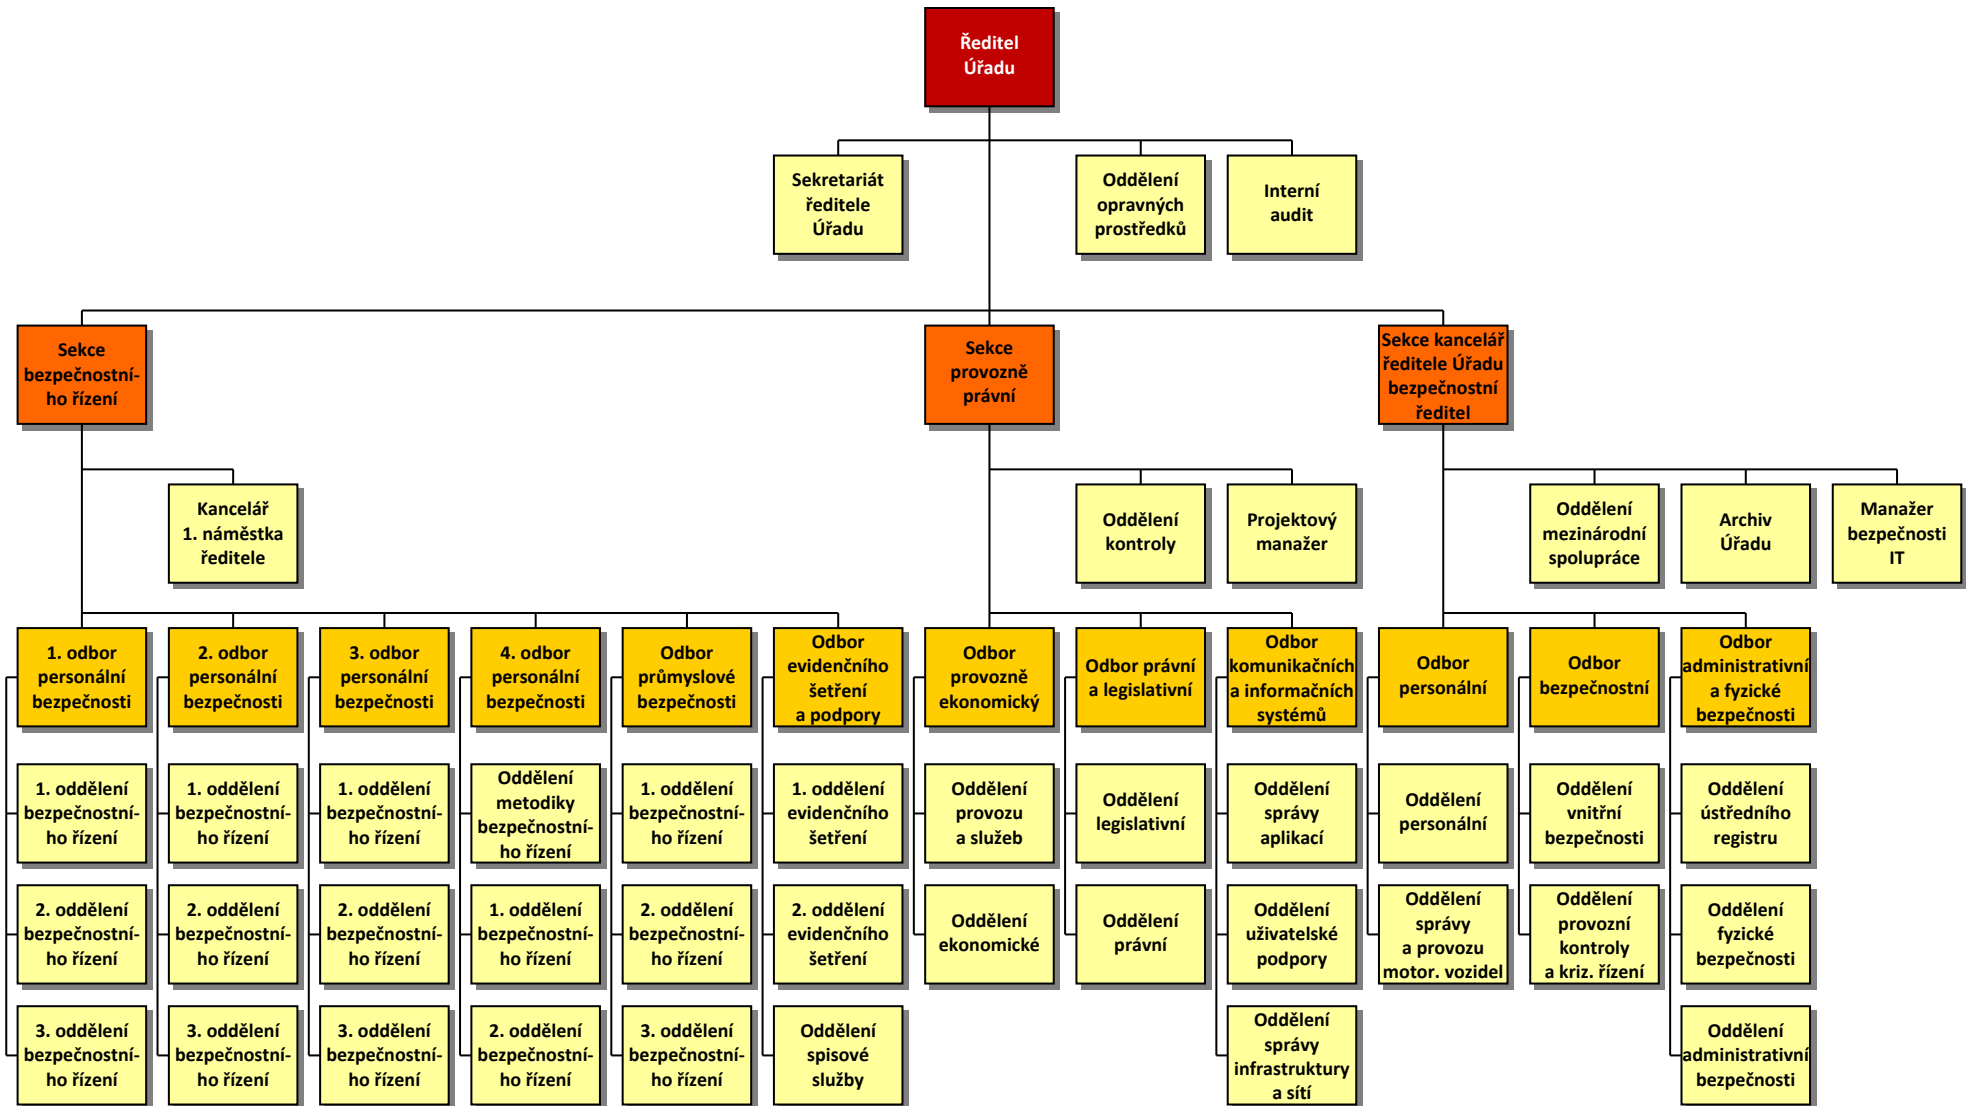 Ředitel
Úřadu
Sekretariát
ředitele
Úřadu
Oddělení
opravných
prostředků
Interní
audit
Sekce
bezpečnostní-
ho řízení
Sekce
provozně
právní
Sekce kancelář
ředitele Úřadu
bezpečnostní
ředitel
Kancelář
1. náměstka
ředitele
Oddělení
kontroly
Projektový
manažer
Oddělení
mezinárodní
spolupráce
Archiv
Úřadu
Manažer
bezpečnosti
IT
1. odbor
personální
bezpečnosti
2. odbor
personální
bezpečnosti
3. odbor
personální
bezpečnosti
4. odbor
personální
bezpečnosti
Odbor
průmyslové
bezpečnosti
Odbor
evidenčního
šetření
a podpory
Odbor
provozně
ekonomický
Odbor právní
a legislativní
Odbor
komunikačních
a informačních
systémů
Odbor
personální
Odbor
bezpečnostní
Odbor
administrativní
a fyzické
bezpečnosti
1. oddělení
bezpečnostní-
ho řízení
1. oddělení
bezpečnostní-
ho řízení
1. oddělení
bezpečnostní-
ho řízení
Oddělení
metodiky
bezpečnostní-
ho řízení
1. oddělení
bezpečnostní-
ho řízení
1. oddělení
evidenčního
šetření
Oddělení
provozu
a služeb
Oddělení
legislativní
Oddělení
správy
aplikací
Oddělení
personální
Oddělení
vnitřní
bezpečnosti
Oddělení
ústředního
registru
2. oddělení
bezpečnostní-
ho řízení
2. oddělení
bezpečnostní-
ho řízení
2. oddělení
bezpečnostní-
ho řízení
1. oddělení
bezpečnostní-
ho řízení
2. oddělení
bezpečnostní-
ho řízení
2. oddělení
evidenčního
šetření
Oddělení
ekonomické
Oddělení
právní
Oddělení
uživatelské
podpory
Oddělení
správy
a provozu
motor. vozidel
Oddělení
provozní
kontroly
a kriz. řízení
Oddělení
fyzické
bezpečnosti
3. oddělení
bezpečnostní-
ho řízení
3. oddělení
bezpečnostní-
ho řízení
3. oddělení
bezpečnostní-
ho řízení
2. oddělení
bezpečnostní-
ho řízení
3. oddělení
bezpečnostní-
ho řízení
Oddělení
spisové
služby
Oddělení
správy
infrastruktury
a sítí
Oddělení
administrativní
bezpečnosti